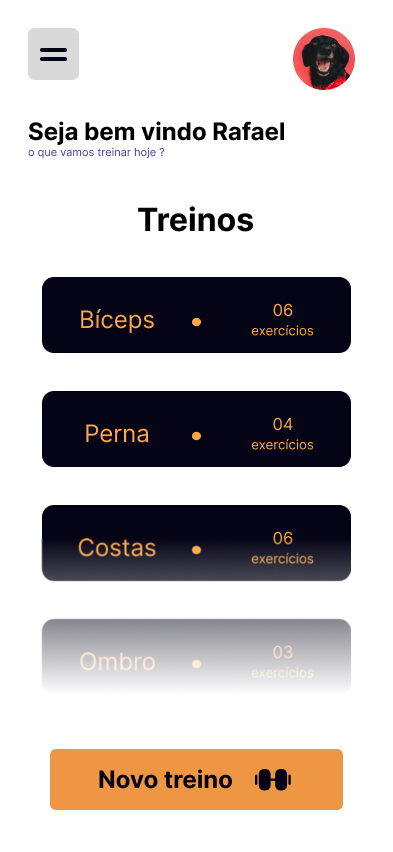 Seja bem vindo Rafael
o que vamos treinar hoje ?
Treinos
Bíceps
06
exercícios
Perna
04
exercícios
Costas
06
exercícios
Ombro
03
exercícios
Novo treino